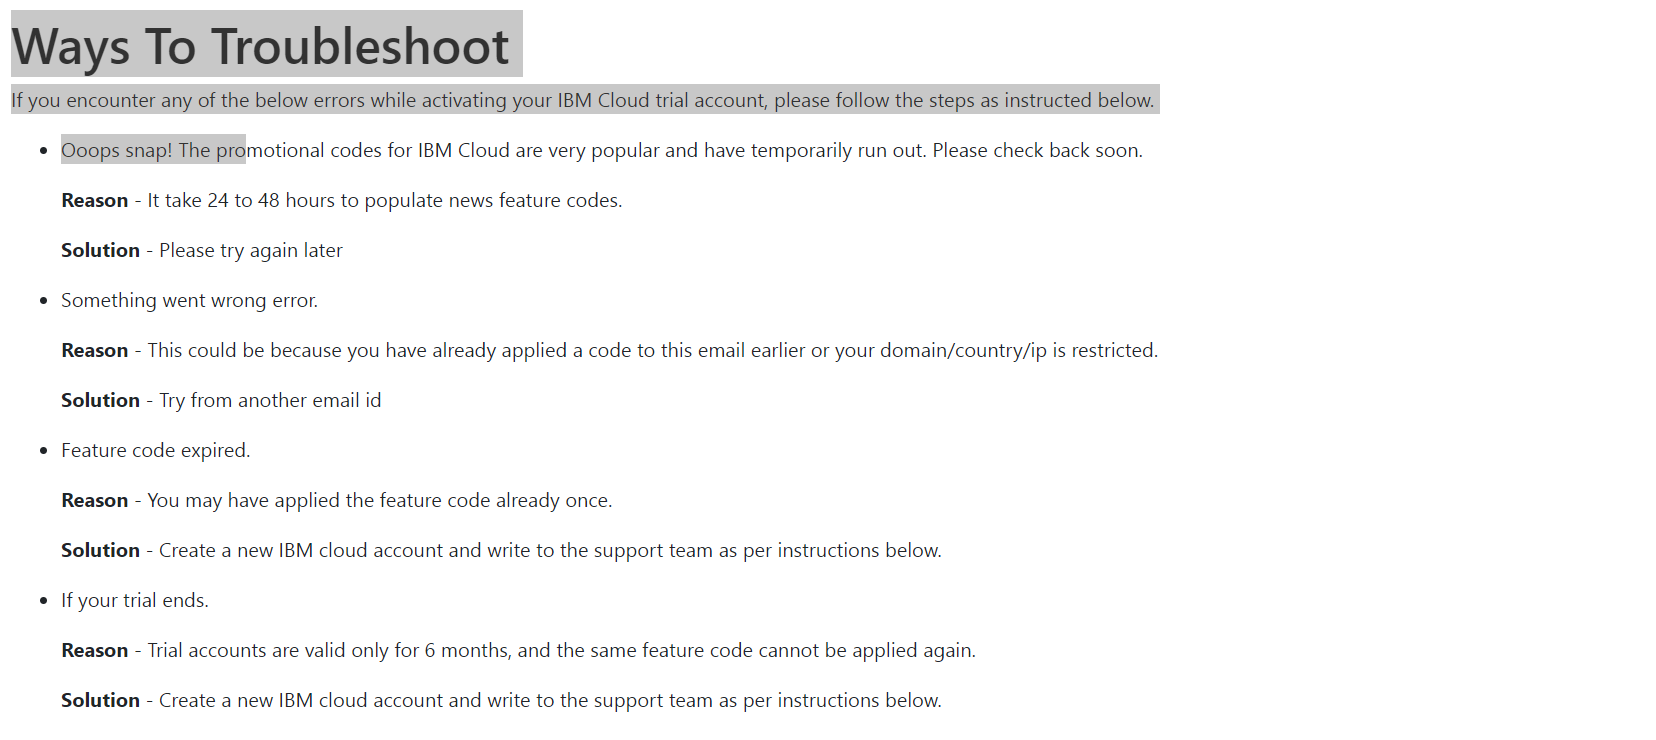 Ways To Troubleshoot
If you encounter any of the below errors while activating your IBM Cloud trial account, please follow the steps as instructed below.
Ooops snap! The promotional codes for IBM Cloud are very popular and have temporarily run out. Please check back soon.
Reason - It take 24 to 48 hours to populate news feature codes.
Solution - Please try again later
Something went wrong error.
Reason - This could be because you have already applied a code to this email earlier or your domain/country/ip is restricted.
Solution - Try from another email id
Feature code expired.
Reason - You may have applied the feature code already once.
Solution - Create a new IBM cloud account and write to the support team as per instructions below.
If your trial ends.
Reason - Trial accounts are valid only for 6 months, and the same feature code cannot be applied again.
Solution - Create a new IBM cloud account and write to the support team as per instructions below.